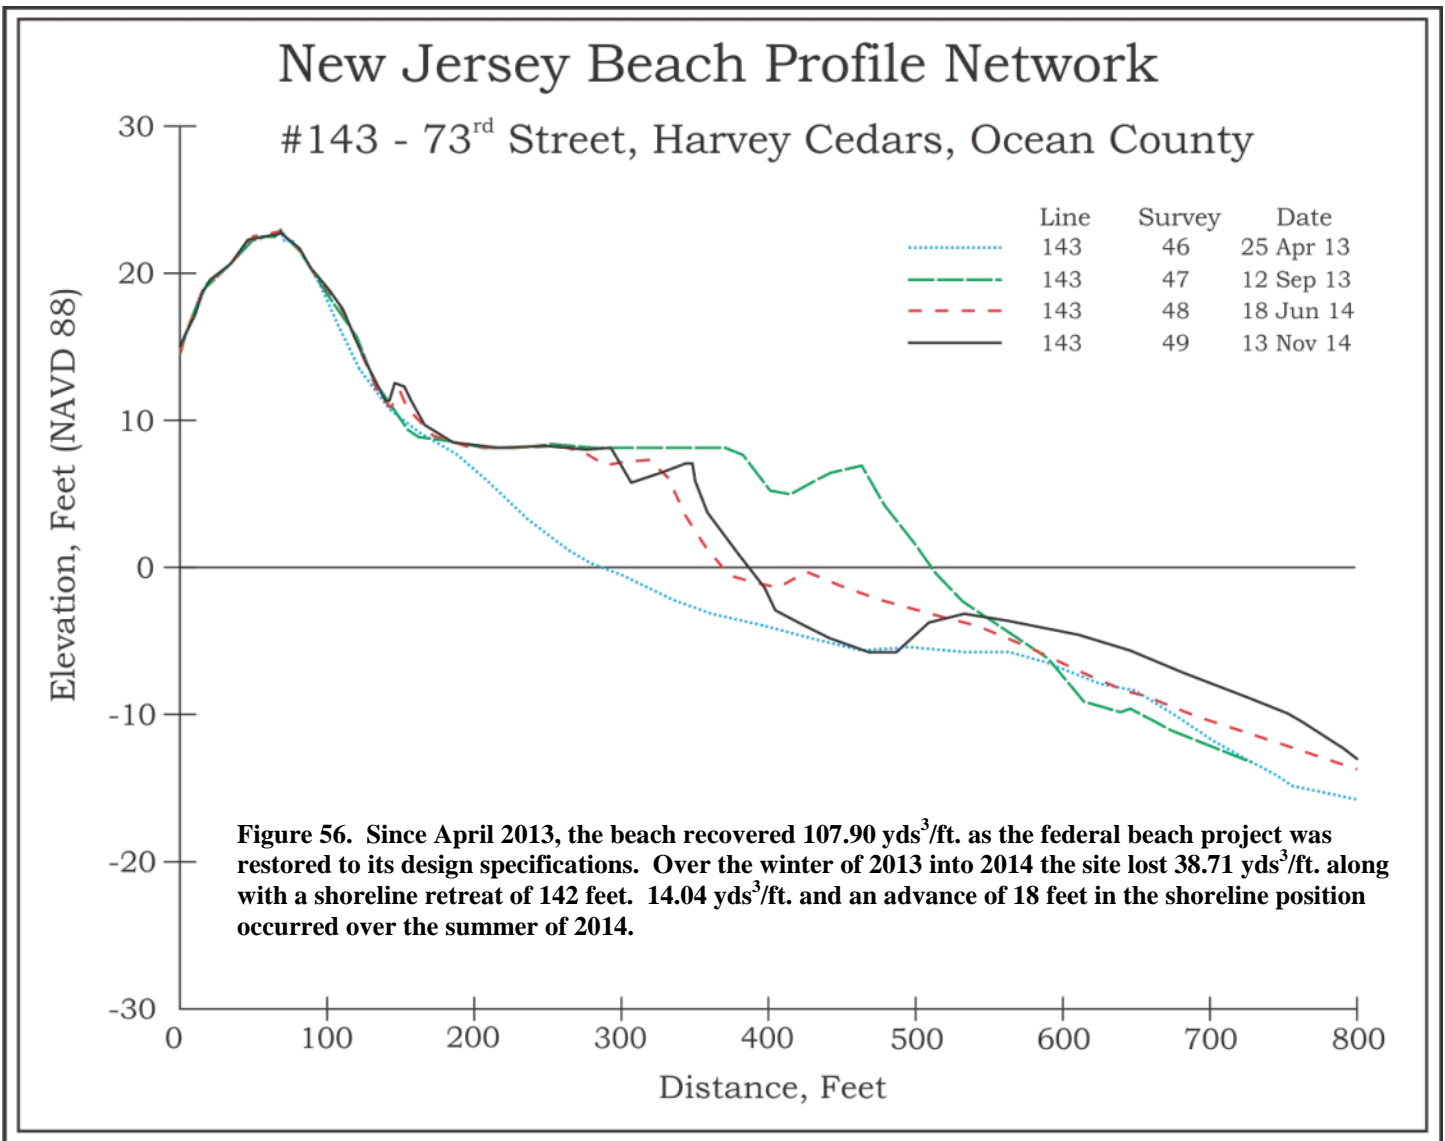 New Jersey Beach Profile Network
#143 - 73rd Street, Harvey Cedars, Ocean County
Line Survey Date
143 46 25 Apr 13
143 47 12 Sep 13
143 48 18 Jun 14
143 49 13 Nov 14
Elevation, Feet (NAVD 88)
30
20
10
0
-10
-20
-30
Figure 56. Since April 2013, the beach recovered 107.90 yds³/ft. as the federal beach project was
restored to its design specifications. Over the winter of 2013 into 2014 the site lost 38.71 yds³/ft. along
with a shoreline retreat of 142 feet. 14.04 yds³/ft. and an advance of 18 feet in the shoreline position
occurred over the summer of 2014.
0 100 200 300 400 500 600 700 800
Distance, Feet